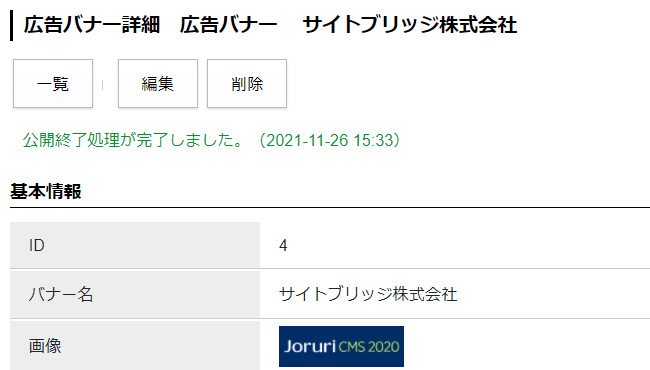 広告バナー詳細　広告バナー　サイトブリッジ株式会社
一覧 | 編集 削除
公開終了処理が完了しました。（2021-11-26 15:33）
基本情報
ID 4
バナー名 サイトブリッジ株式会社
画像 Joruri CMS 2020